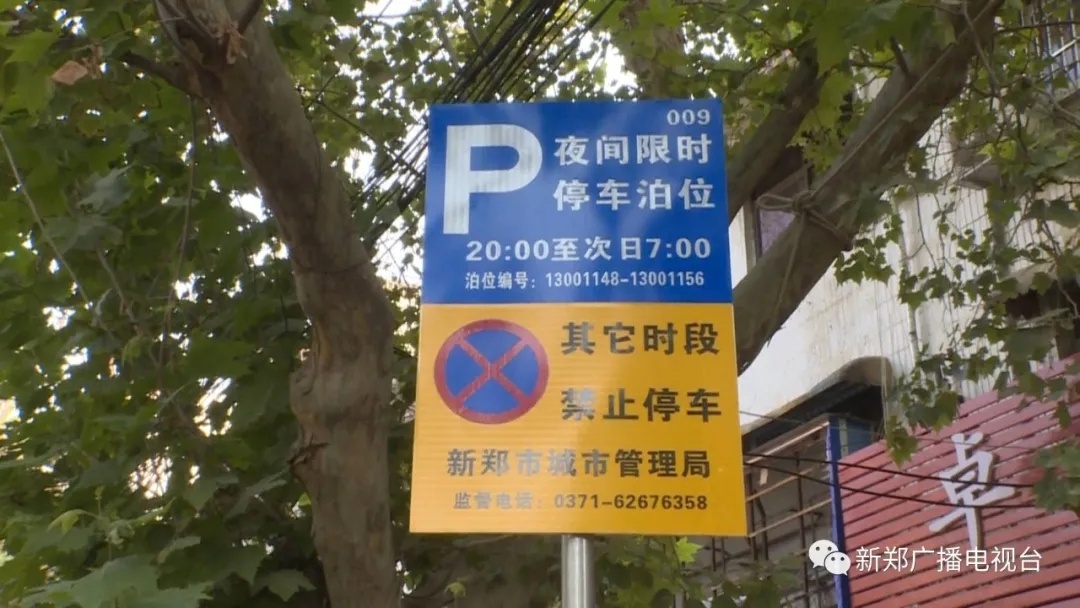 009
P 夜间限时
停车泊位
20:00至次日7:00
泊位编号：13001148-13001156
其它时段
禁止停车
新郑市城市管理局
监督电话：0371-62676358
卓
新郑广播电视台